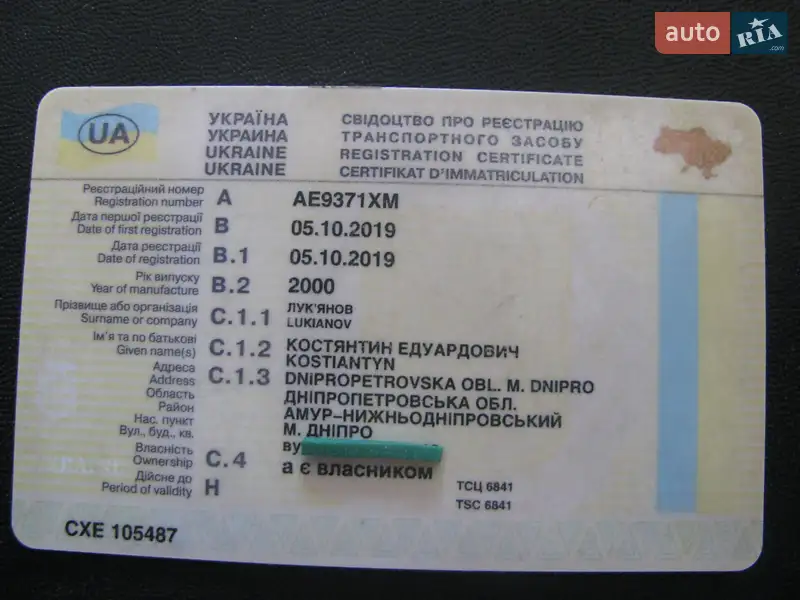 auto RIA .com
UA
УКРАЇНА
УКРАИНА
UKRAINE
UKRAINE
СВІДОЦТВО ПРО РЕЄСТРАЦІЮ
ТРАНСПОРТНОГО ЗАСОБУ
REGISTRATION CERTIFICATE
CERTIFIKAT D'IMMATRICULATION
Реєстраційний номер
Registration number A AE9371XM
Дата першої реєстрації
Date of first registration B 05.10.2019
Дата реєстрації
Date of registration B.1 05.10.2019
Рік випуску
Year of manufacture B.2 2000
Прізвище або організація
Surname or company C.1.1 ЛУК'ЯНОВ
LUKIANOV
Ім'я та по батькові
Given name(s) C.1.2 КОСТЯНТИН ЕДУАРДОВИЧ
KOSTIANTYN
Адреса
Address C.1.3 DNIPROPETROVSKA OBL. M. DNIPRO
Область ДНІПРОПЕТРОВСЬКА ОБЛ.
Район АМУР-НИЖНЬОДНІПРОВСЬКИЙ
Нас. пункт М. ДНІПРО
Вул., буд., кв. ву
Власність
Ownership C.4 а є власником
Дійсне до
Period of validity H
ТСЦ 6841
TSC 6841
СХЕ 105487